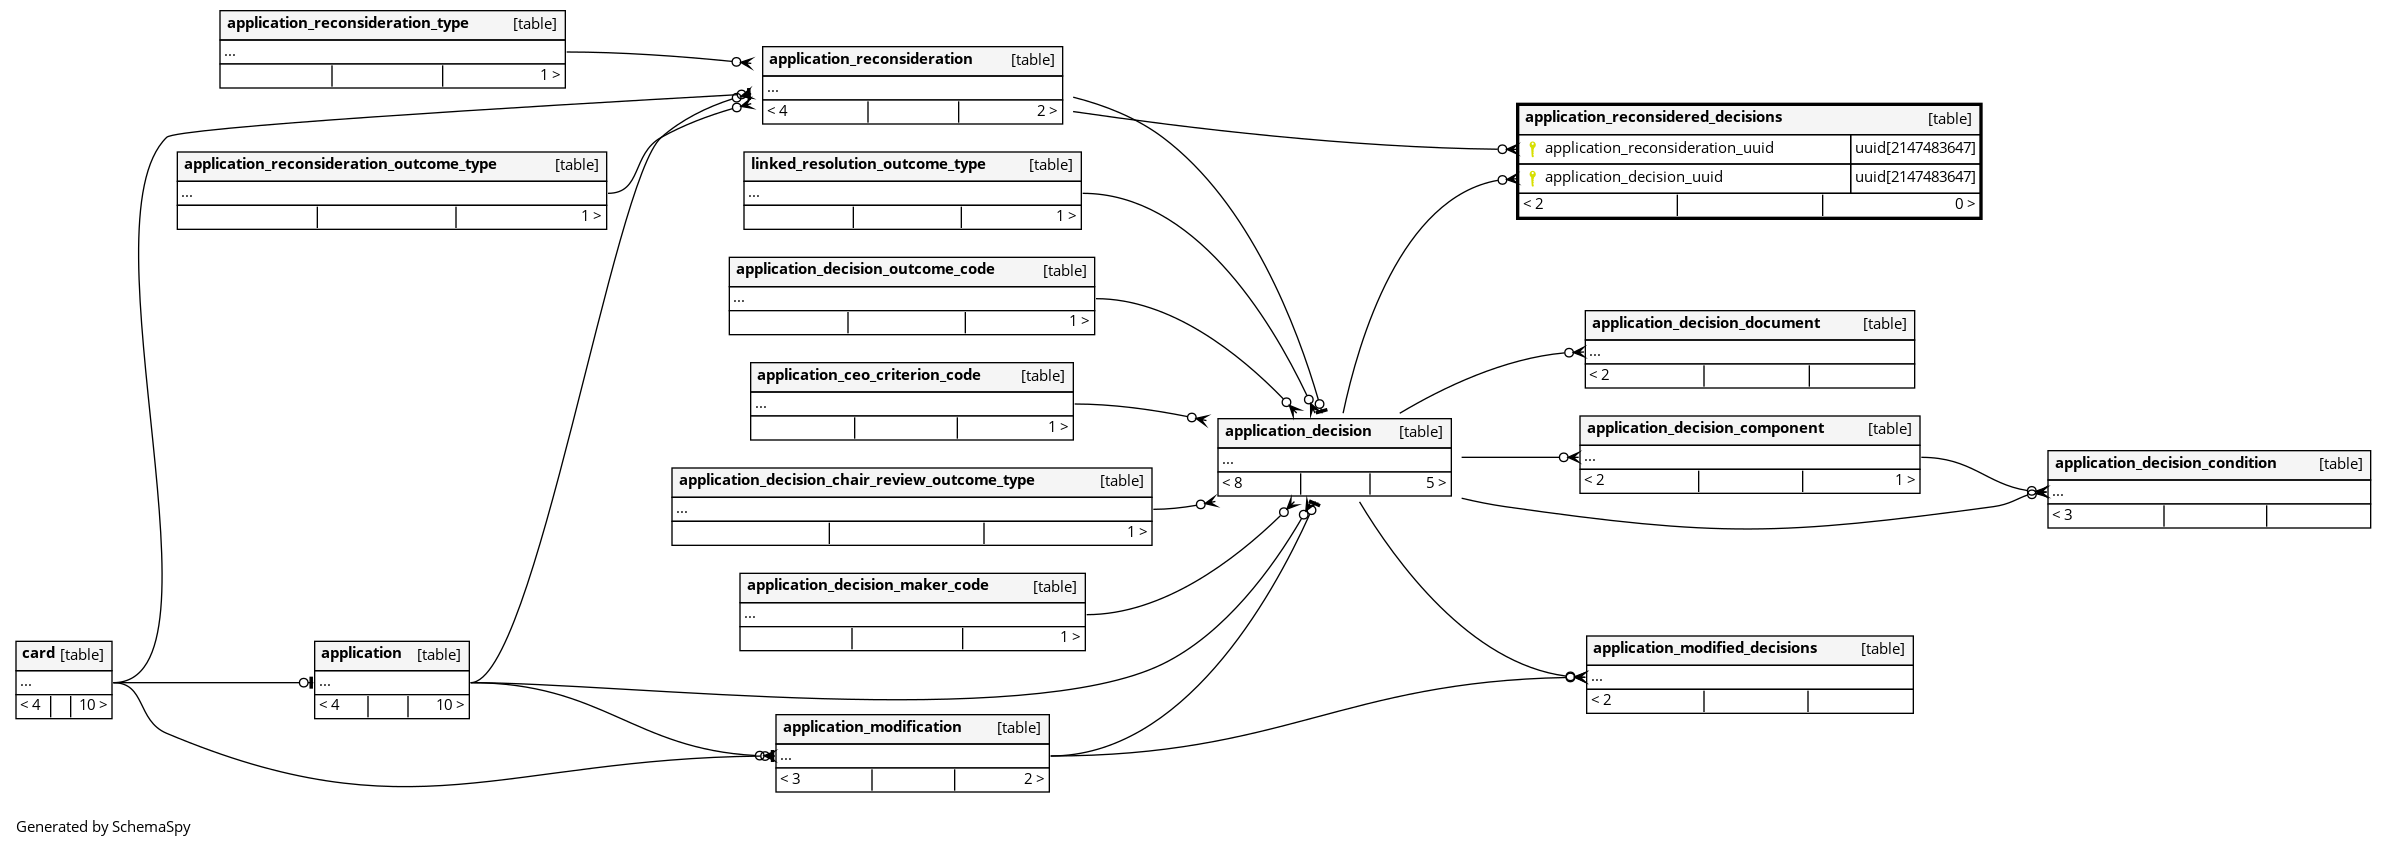 application_reconsideration_type [table]
...
1 >
application_reconsideration [table]
...
< 4 2 >
application_reconsidered_decisions [table]
application_reconsideration_uuid uuid[2147483647]
application_decision_uuid uuid[2147483647]
< 2 0 >
application_reconsideration_outcome_type [table]
...
1 >
linked_resolution_outcome_type [table]
...
1 >
application_decision_outcome_code [table]
...
1 >
application_decision_document [table]
...
< 2
application_ceo_criterion_code [table]
...
1 >
application_decision [table]
...
< 8 5 >
application_decision_component [table]
...
< 2 1 >
application_decision_condition [table]
...
< 3
application_decision_chair_review_outcome_type [table]
...
1 >
application_decision_maker_code [table]
...
1 >
card [table]
...
< 4 10 >
application [table]
...
< 4 10 >
application_modified_decisions [table]
...
< 2
application_modification [table]
...
< 3 2 >
Generated by SchemaSpy